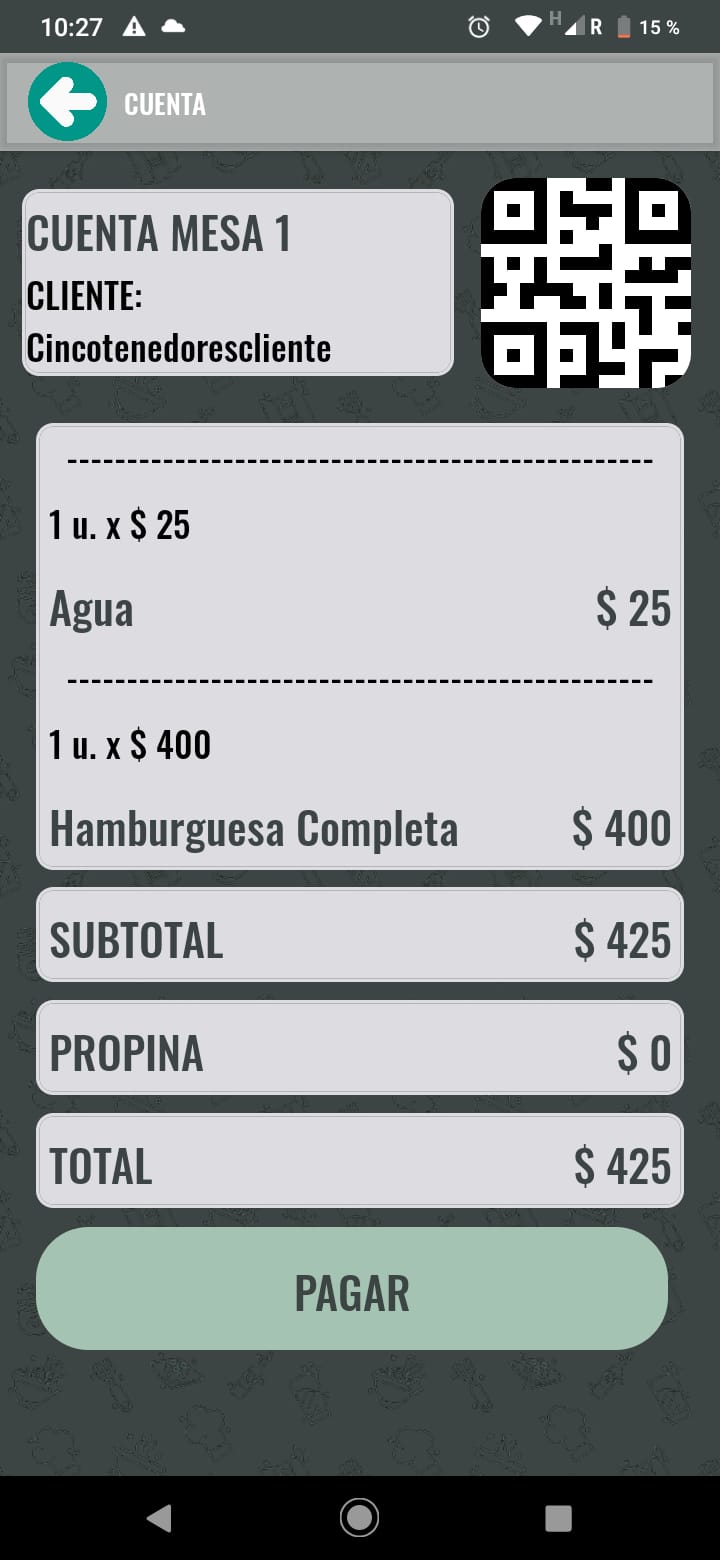 10:27 H R 15 %
CUENTA
CUENTA MESA 1
CLIENTE:
Cincotenedorescliente
--------------------------------------------------
1 u. x $ 25
Agua $ 25
--------------------------------------------------
1 u. x $ 400
Hamburguesa Completa $ 400
SUBTOTAL $ 425
PROPINA $ 0
TOTAL $ 425
PAGAR